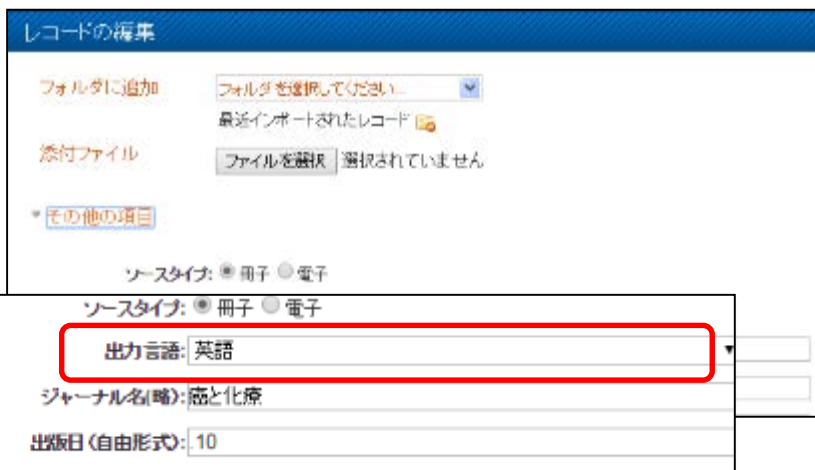 レコードの編集
フォルダに追加 フォルダを選択してください...
最近インポートされたレコード
添付ファイル ファイルを選択 選択されていません
その他の項目
ソースタイプ: 冊子 電子
ソースタイプ: 冊子 電子
出力言語: 英語
ジャーナル名(略): 癌と化療
出版日(自由形式): .10